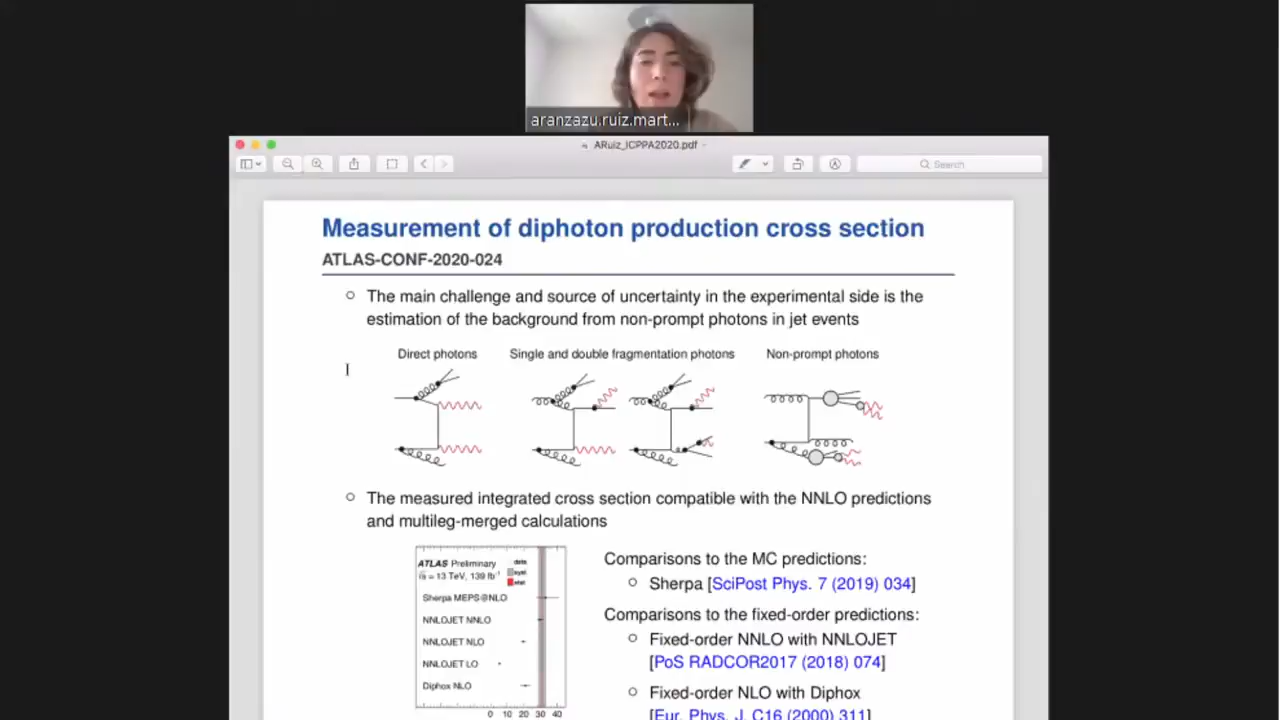 aranzazu.ruiz.mart...
ARuiz_ICPPA2020.pdf
Search
Measurement of diphoton production cross section
ATLAS-CONF-2020-024
The main challenge and source of uncertainty in the experimental side is the
estimation of the background from non-prompt photons in jet events
Direct photons
Single and double fragmentation photons
Non-prompt photons
The measured integrated cross section compatible with the NNLO predictions
and multileg-merged calculations
ATLAS Preliminary
√s = 13 TeV, 139 fb⁻¹
data
syst
stat
Sherpa MEPS@NLO
NNLOJET NNLO
NNLOJET NLO
NNLOJET LO
Diphox NLO
0 10 20 30 40
Comparisons to the MC predictions:
Sherpa [SciPost Phys. 7 (2019) 034]
Comparisons to the fixed-order predictions:
Fixed-order NNLO with NNLOJET
[PoS RADCOR2017 (2018) 074]
Fixed-order NLO with Diphox
[Eur. Phys. J. C16 (2000) 311]